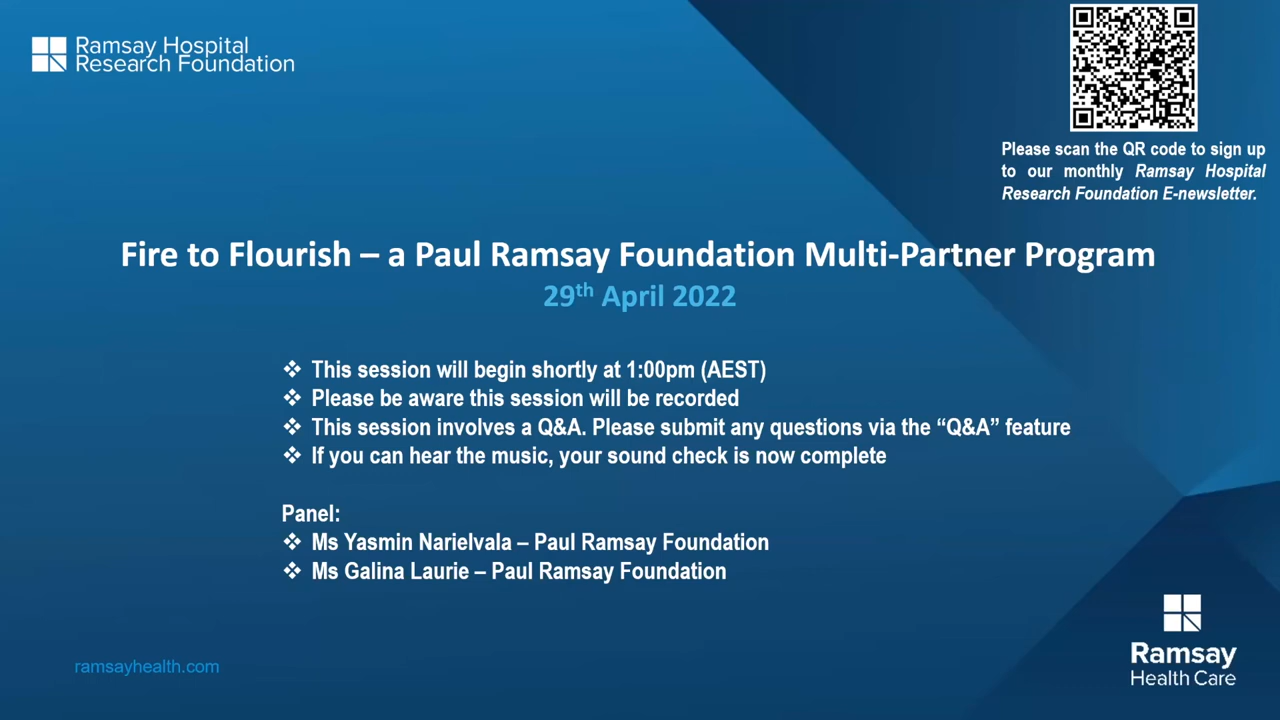 Ramsay Hospital
Research Foundation
Please scan the QR code to sign up
to our monthly Ramsay Hospital
Research Foundation E-newsletter.
Fire to Flourish – a Paul Ramsay Foundation Multi-Partner Program
29th April 2022
❖ This session will begin shortly at 1:00pm (AEST)
❖ Please be aware this session will be recorded
❖ This session involves a Q&A. Please submit any questions via the “Q&A” feature
❖ If you can hear the music, your sound check is now complete
Panel:
❖ Ms Yasmin Narielvala – Paul Ramsay Foundation
❖ Ms Galina Laurie – Paul Ramsay Foundation
ramsayhealth.com
Ramsay
Health Care